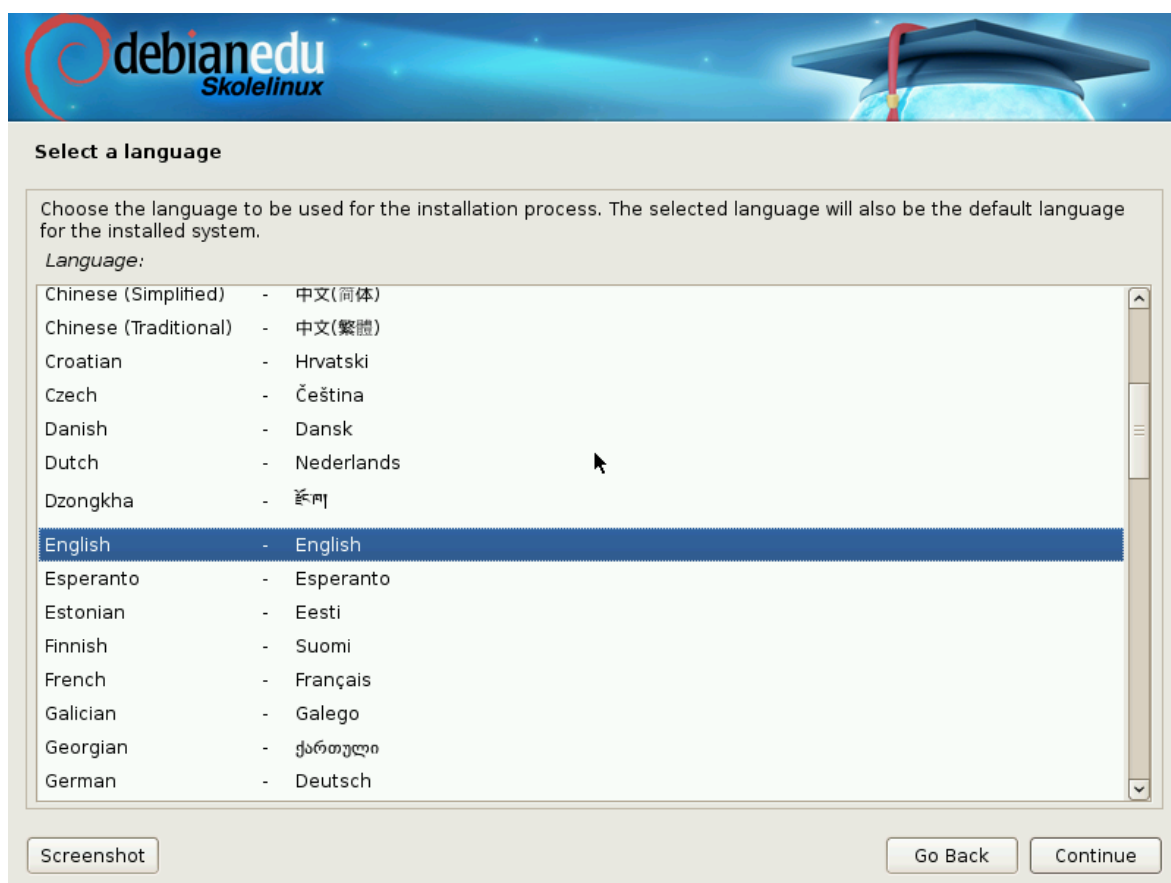 debianedu
Skolelinux
Select a language
Choose the language to be used for the installation process. The selected language will also be the default language
for the installed system.
Language:
Chinese (Simplified) - 中文(简体)
Chinese (Traditional) - 中文(繁體)
Croatian - Hrvatski
Czech - Čeština
Danish - Dansk
Dutch - Nederlands
Dzongkha - རྫོང་ཁ།
English - English
Esperanto - Esperanto
Estonian - Eesti
Finnish - Suomi
French - Français
Galician - Galego
Georgian - ქართული
German - Deutsch
Screenshot Go Back Continue